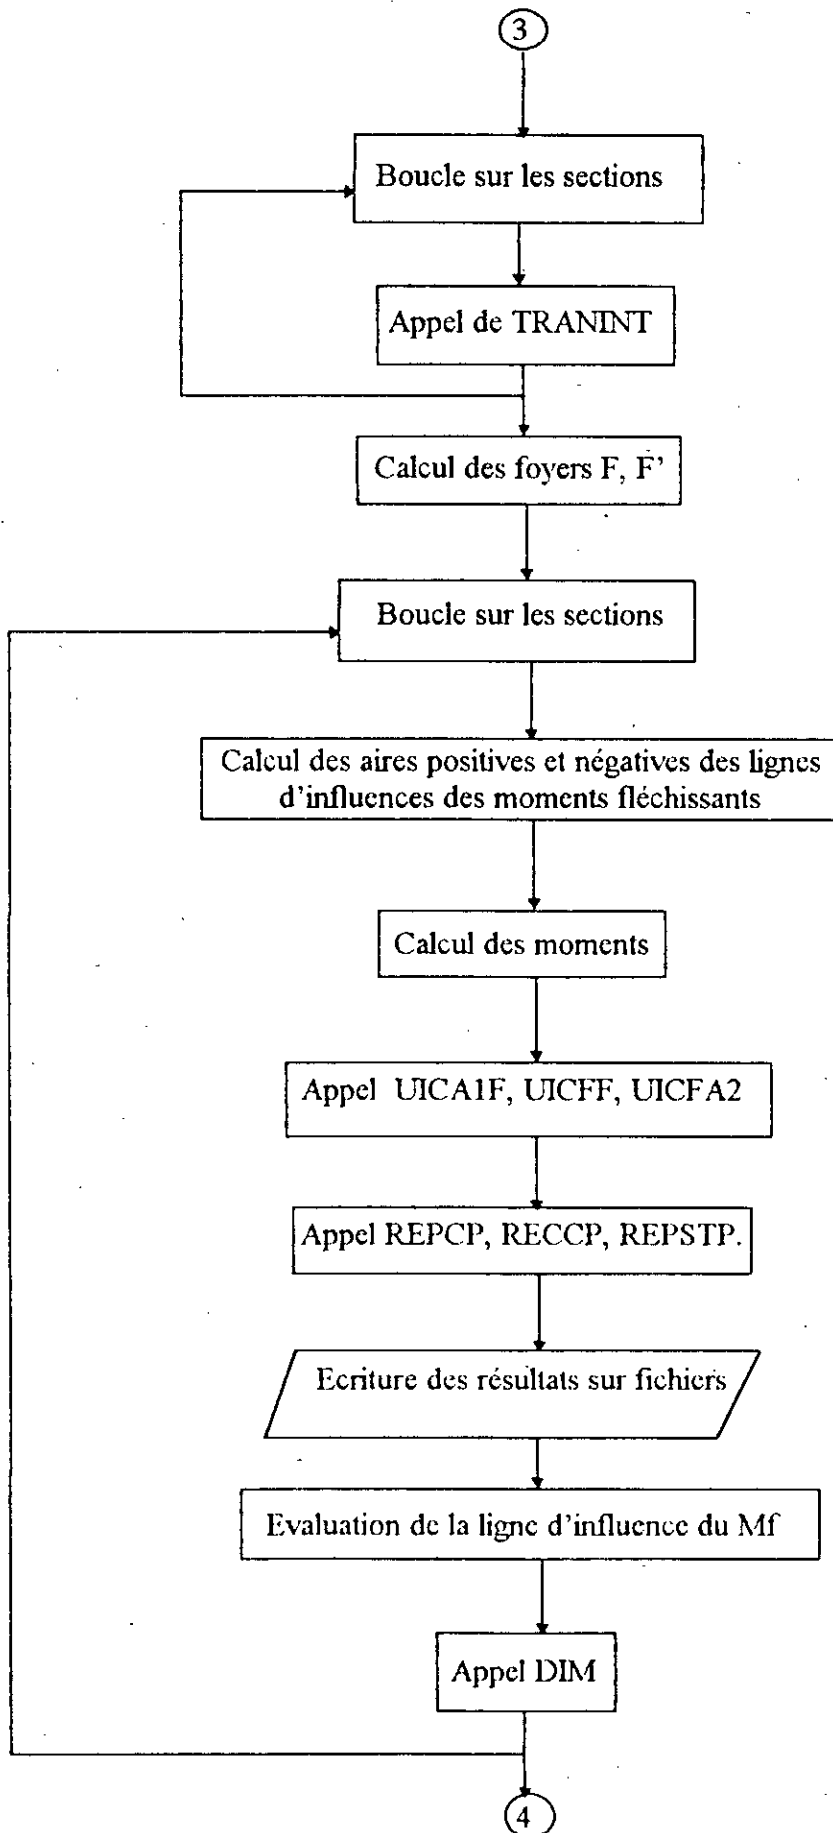 3
Boucle sur les sections
Appel de TRANINT
Calcul des foyers F, F’
Boucle sur les sections
Calcul des aires positives et négatives des lignes
d’influences des moments fléchissants
Calcul des moments
Appel UICA1F, UICFF, UICFA2
Appel REPCP, RECCP, REPSTP.
Ecriture des résultats sur fichiers
Evaluation de la ligne d’influence du Mf
Appel DIM
4